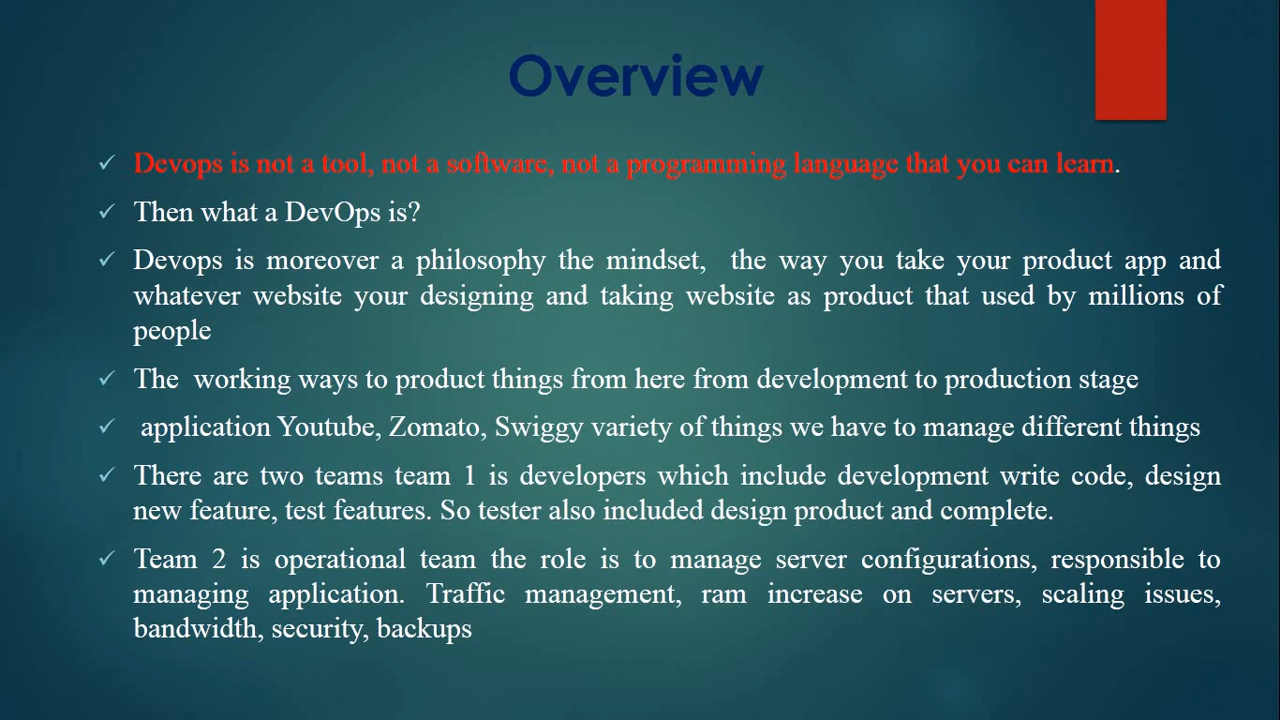 Overview
Devops is not a tool, not a software, not a programming language that you can learn.
Then what a DevOps is?
Devops is moreover a philosophy the mindset, the way you take your product app and
whatever website your designing and taking website as product that used by millions of
people
The working ways to product things from here from development to production stage
application Youtube, Zomato, Swiggy variety of things we have to manage different things
There are two teams team 1 is developers which include development write code, design
new feature, test features. So tester also included design product and complete.
Team 2 is operational team the role is to manage server configurations, responsible to
managing application. Traffic management, ram increase on servers, scaling issues,
bandwidth, security, backups